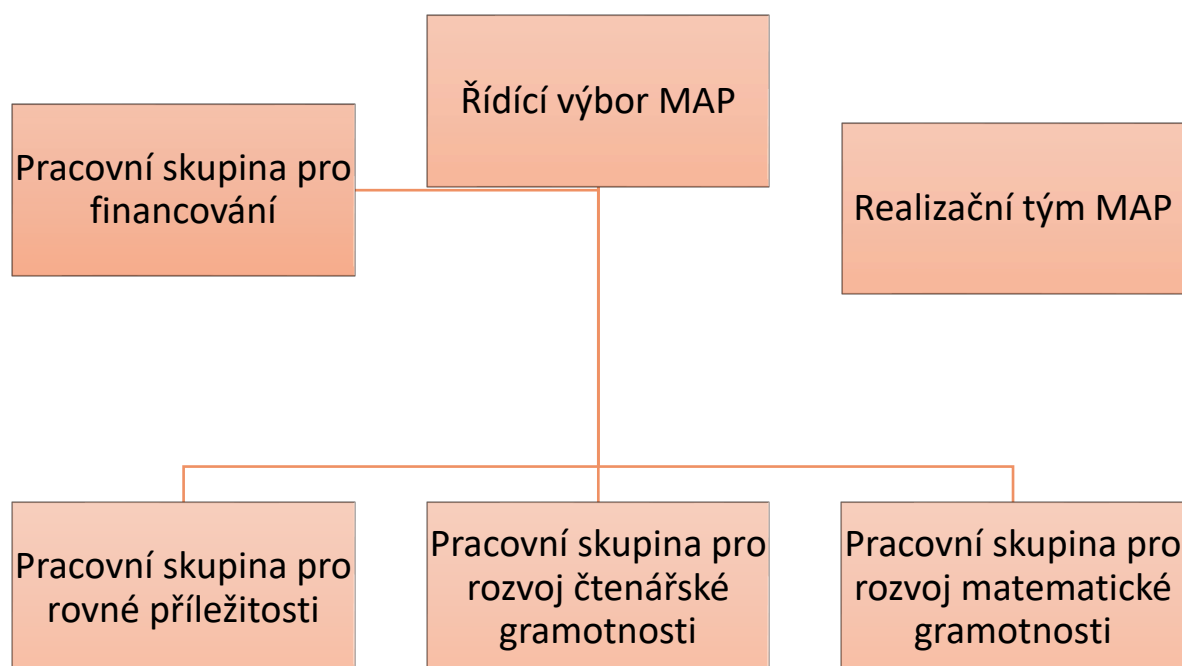 Řídící výbor MAP
Pracovní skupina pro
financování
Realizační tým MAP
Pracovní skupina pro
rovné příležitosti
Pracovní skupina pro
rozvoj čtenářské
gramotnosti
Pracovní skupina pro
rozvoj matematické
gramotnosti